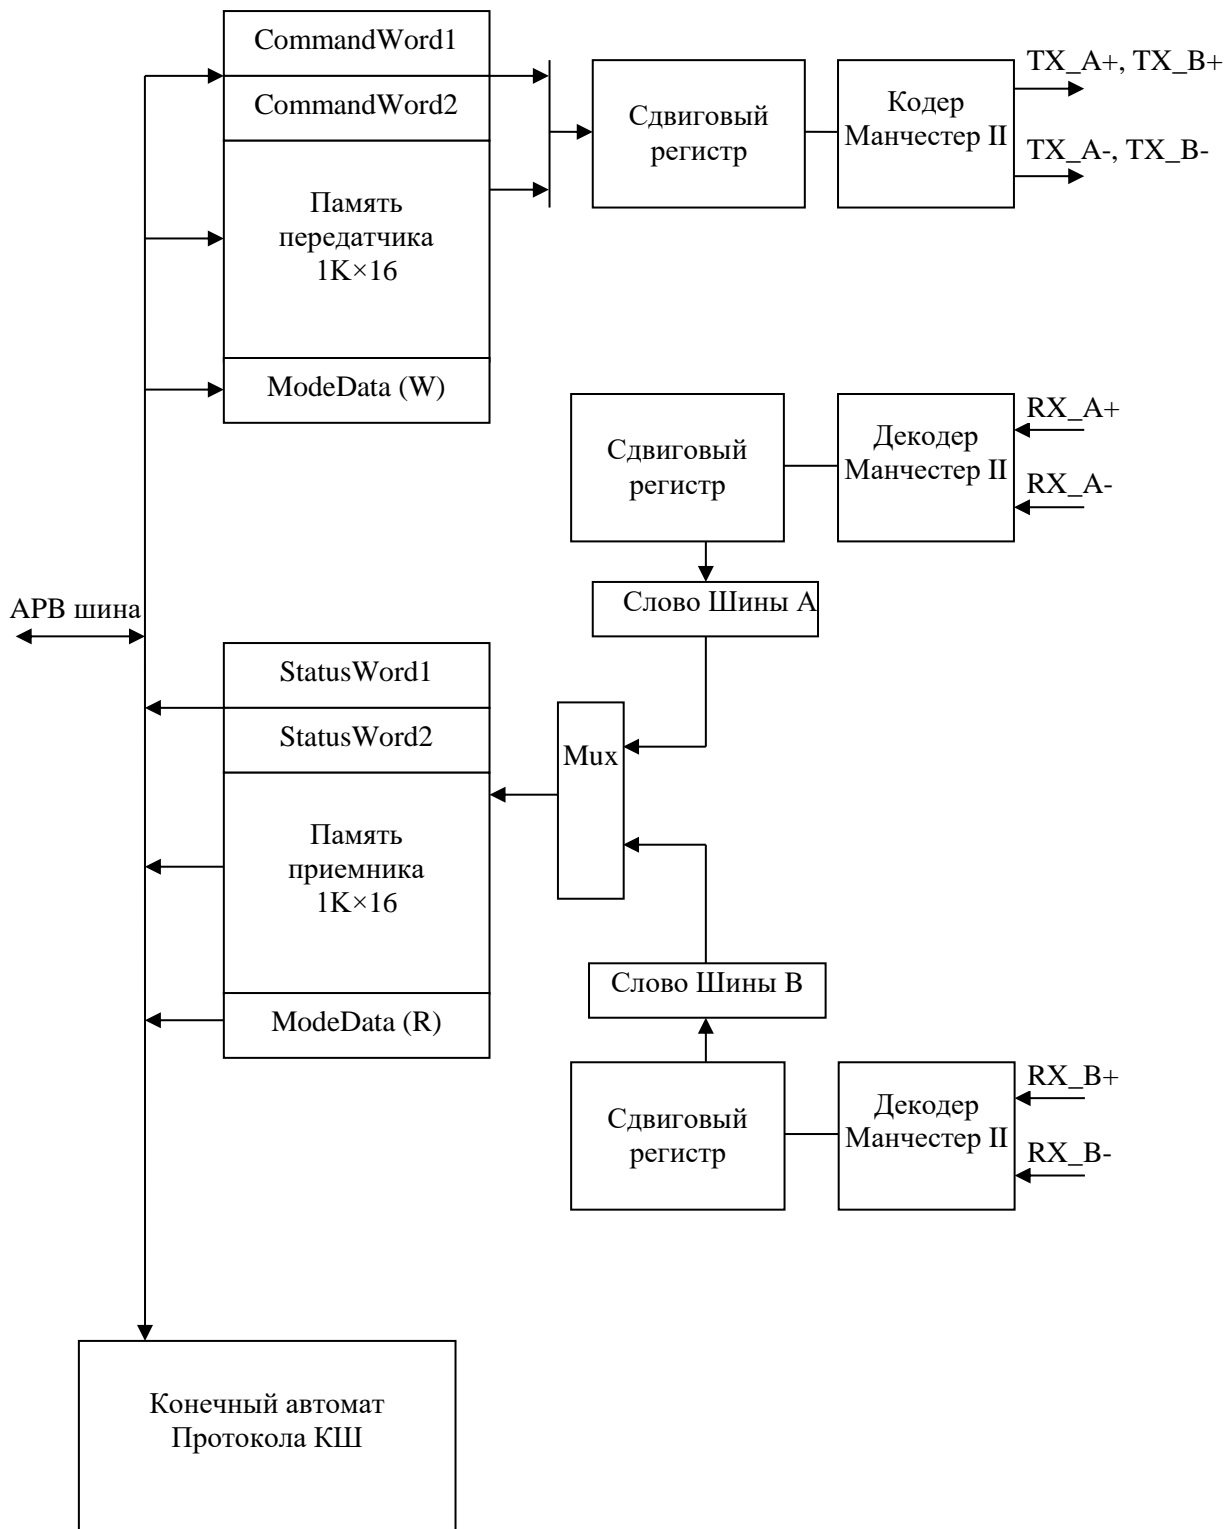 CommandWord1
CommandWord2
Память
передатчика
1К×16
ModeData (W)
Сдвиговый
регистр
Кодер
Манчестер II
TX_A+, TX_B+
TX_A-, TX_B-
Сдвиговый
регистр
Декодер
Манчестер II
RX_A+
RX_A-
Слово Шины А
APB шина
StatusWord1
StatusWord2
Память
приемника
1К×16
ModeData (R)
Mux
Слово Шины В
Сдвиговый
регистр
Декодер
Манчестер II
RX_B+
RX_B-
Конечный автомат
Протокола КШ